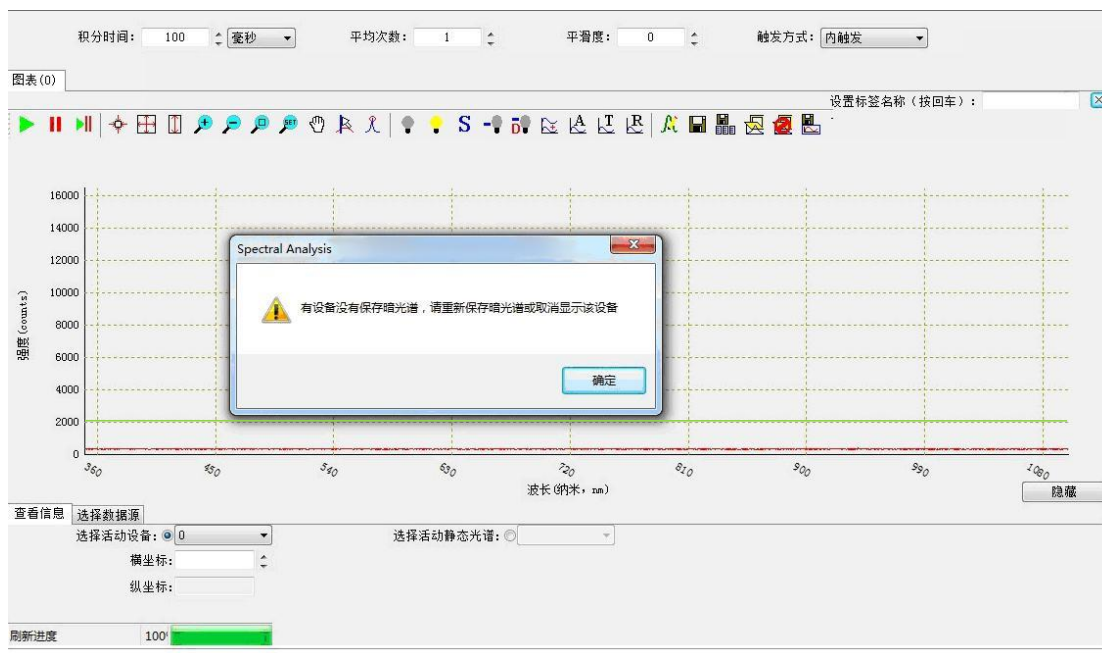 积分时间: 100 毫秒 平均次数: 1 平滑度: 0 触发方式: 内触发
图表(0)
设置标签名称(按回车):
SET S D A T R
Spectral Analysis
有设备没有保存暗光谱，请重新保存暗光谱或取消显示该设备
确定
强度(counts)
16000
14000
12000
10000
8000
6000
4000
2000
0
360 450 540 630 720 810 900 990 1080
波长(纳米, nm)
隐藏
查看信息 选择数据源
选择活动设备: 0 选择活动静态光谱:
横坐标:
纵坐标:
刷新进度 100%